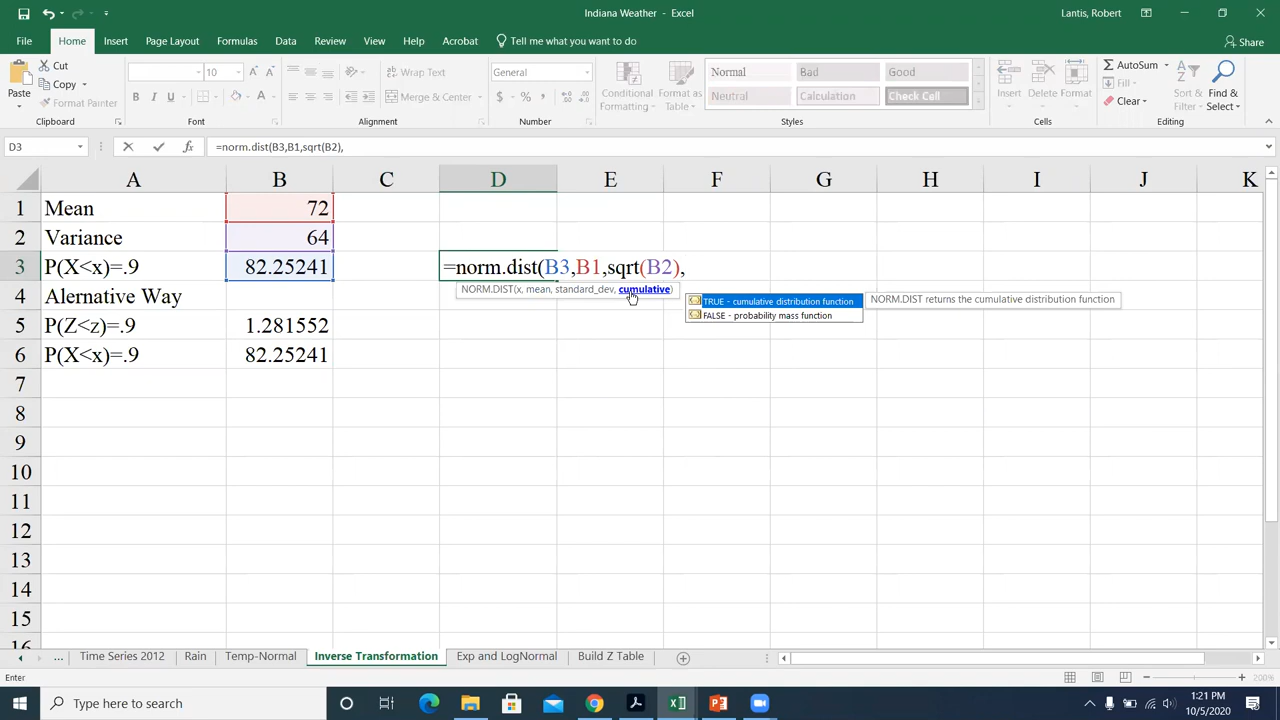 Indiana Weather - Excel
Lantis, Robert
File Home Insert Page Layout Formulas Data Review View Help Acrobat Tell me what you want to do
Share
Paste
Cut
Copy
Format Painter
Clipboard
10
B I U
Font
Wrap Text
Merge & Center
Alignment
General
$ % ,
Number
Conditional Formatting
Format as Table
Normal Bad Good
Neutral Calculation Check Cell
Styles
Insert Delete Format
Cells
AutoSum
Fill
Clear
Sort & Filter
Find & Select
Editing
D3
fx
=norm.dist(B3,B1,sqrt(B2),
A B C D E F G H I J K
1 Mean 72
2 Variance 64
3 P(X<x)=.9 82.25241 =norm.dist(B3,B1,sqrt(B2),
NORM.DIST(x, mean, standard_dev, cumulative)
TRUE - cumulative distribution function
FALSE - probability mass function
NORM.DIST returns the cumulative distribution function
4 Alernative Way
5 P(Z<z)=.9 1.281552
6 P(X<x)=.9 82.25241
7
8
9
10
11
12
13
14
15
16
... Time Series 2012 Rain Temp-Normal Inverse Transformation Exp and LogNormal Build Z Table
Enter
200%
Type here to search
1:21 PM
10/5/2020